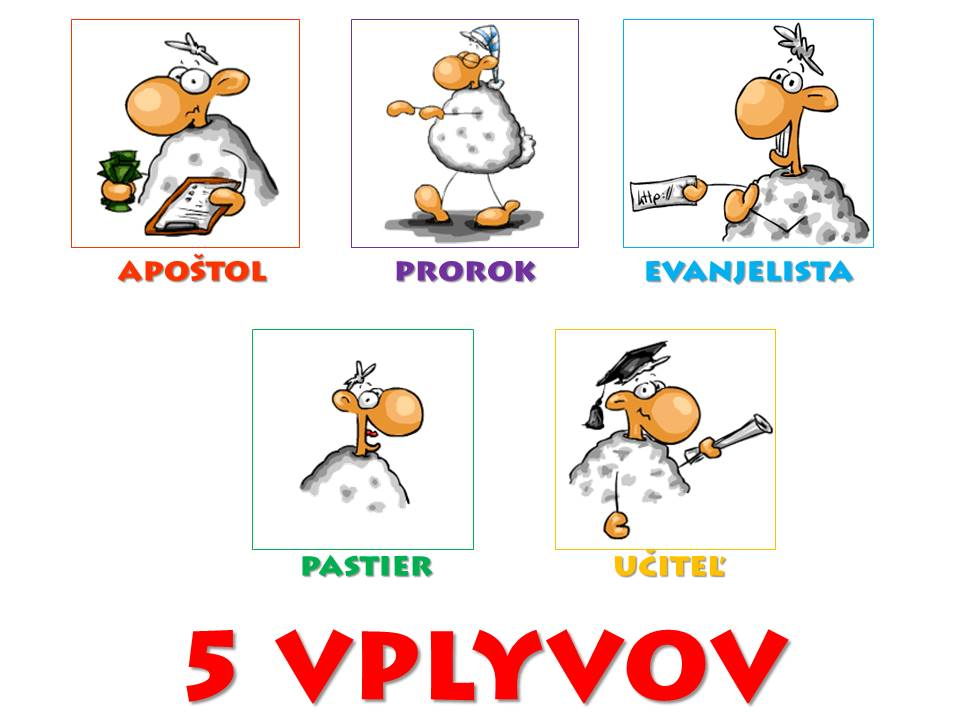 http://
APOŠTOL PROROK EVANJELISTA
PASTIER UČITEĽ
5 VPLYVOV